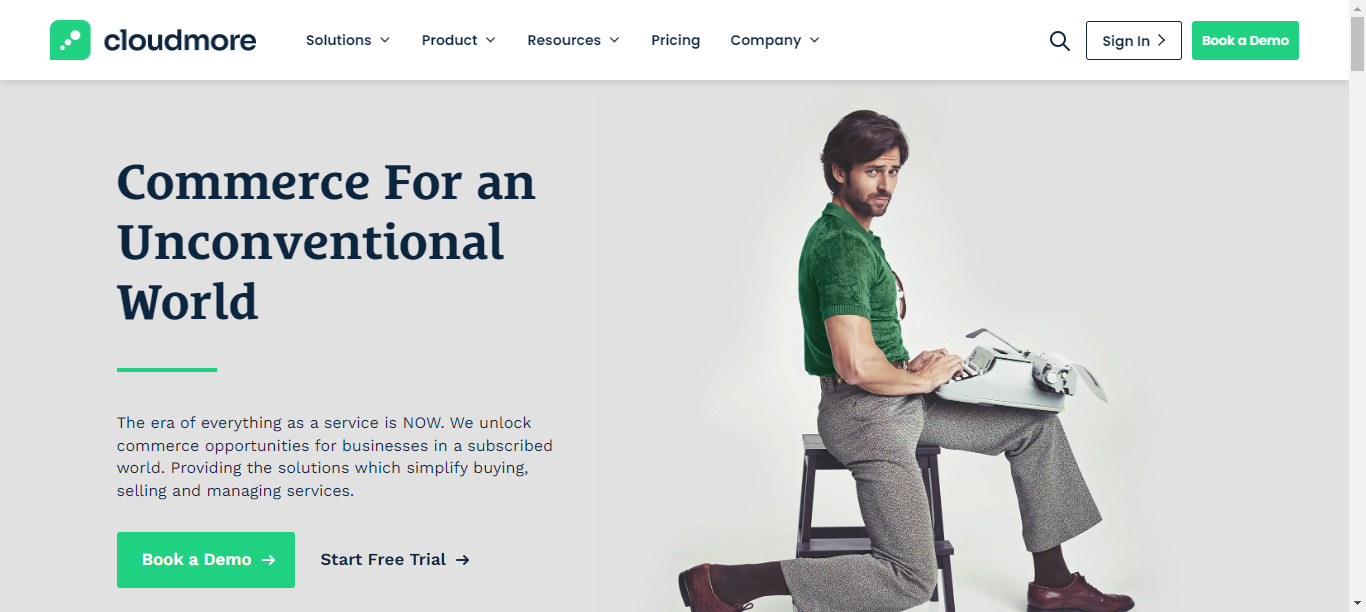 cloudmore
Solutions
Product
Resources
Pricing
Company
Sign In
Book a Demo
Commerce For an
Unconventional
World
The era of everything as a service is NOW. We unlock
commerce opportunities for businesses in a subscribed
world. Providing the solutions which simplify buying,
selling and managing services.
Book a Demo →
Start Free Trial →